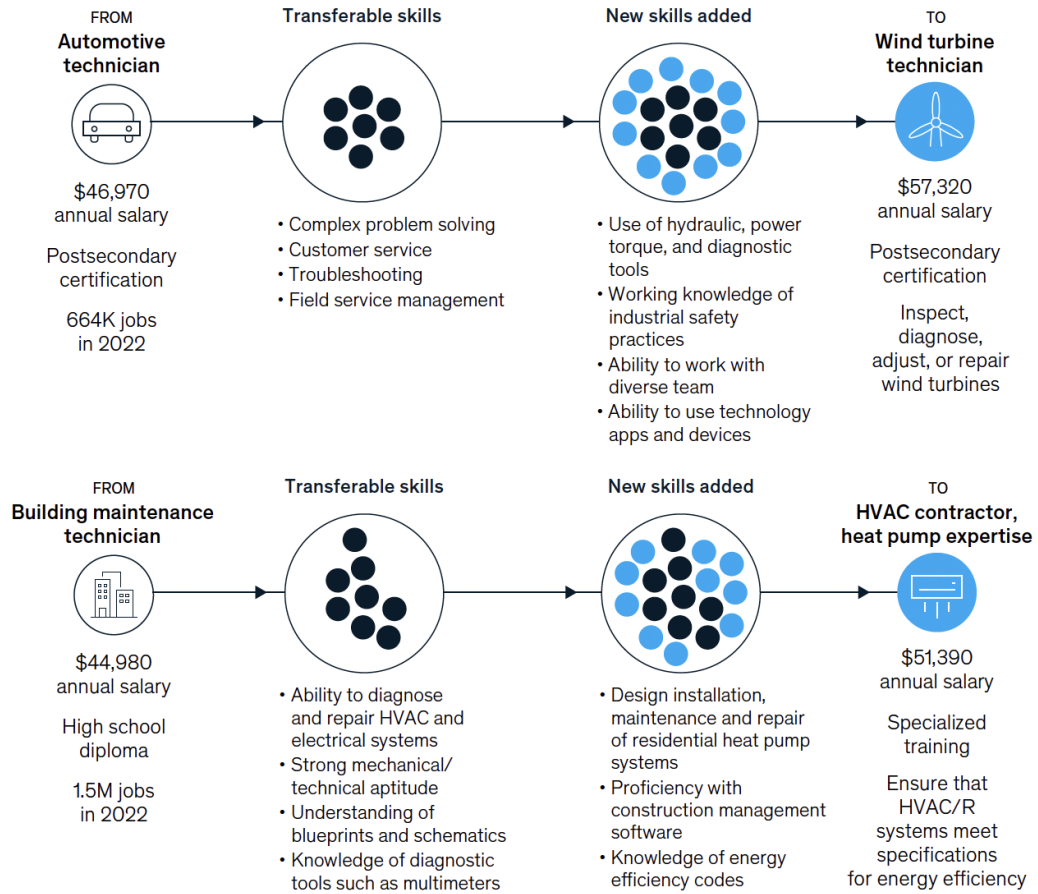 FROM
Automotive
technician
$46,970
annual salary
Postsecondary
certification
664K jobs
in 2022
Transferable skills
• Complex problem solving
• Customer service
• Troubleshooting
• Field service management
New skills added
• Use of hydraulic, power
torque, and diagnostic
tools
• Working knowledge of
industrial safety
practices
• Ability to work with
diverse team
• Ability to use technology
apps and devices
TO
Wind turbine
technician
$57,320
annual salary
Postsecondary
certification
Inspect,
diagnose,
adjust, or repair
wind turbines
FROM
Building maintenance
technician
$44,980
annual salary
High school
diploma
1.5M jobs
in 2022
Transferable skills
• Ability to diagnose
and repair HVAC and
electrical systems
• Strong mechanical/
technical aptitude
• Understanding of
blueprints and schematics
• Knowledge of diagnostic
tools such as multimeters
New skills added
• Design installation,
maintenance and repair
of residential heat pump
systems
• Proficiency with
construction management
software
• Knowledge of energy
efficiency codes
TO
HVAC contractor,
heat pump expertise
$51,390
annual salary
Specialized
training
Ensure that
HVAC/R
systems meet
specifications
for energy efficiency